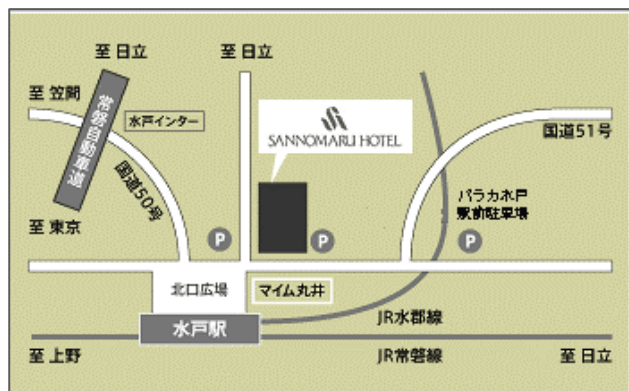 至 日立
至 日立
至 笠間
常磐自動車道
水戸インター
SANNOMARU HOTEL
国道51号
国道50号
パラカ水戸
駅前駐車場
至 東京
P
P
P
北口広場
マイム丸井
水戸駅
JR水郡線
至 上野
JR常磐線
至 日立